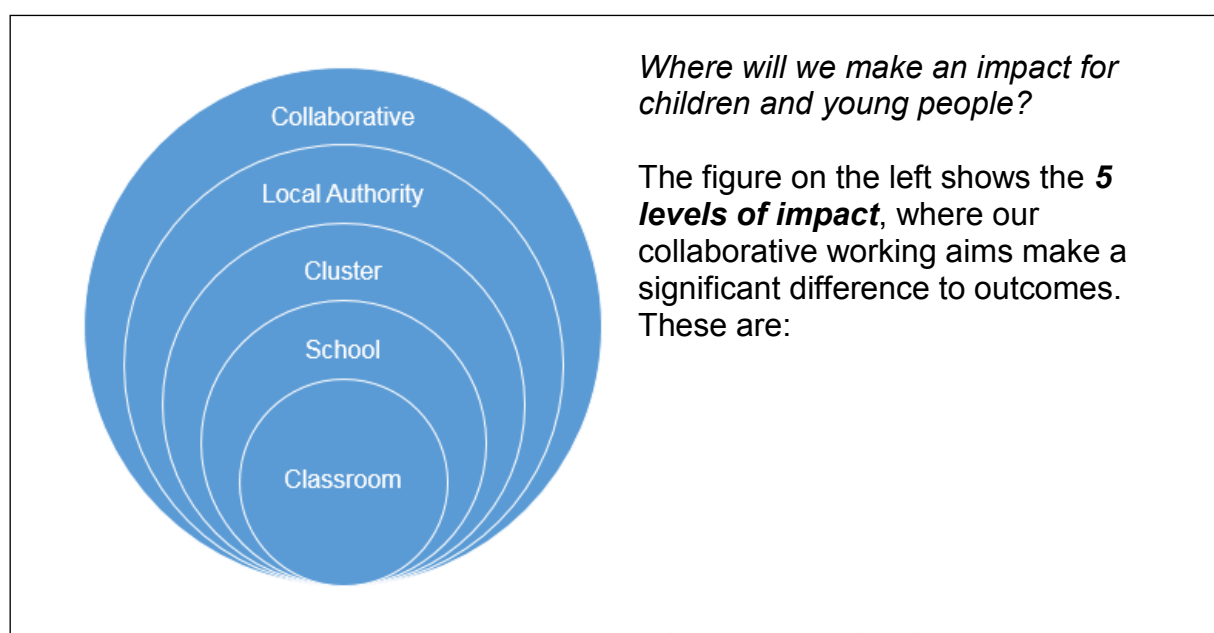 Collaborative
Local Authority
Cluster
School
Classroom
Where will we make an impact for
children and young people?
The figure on the left shows the 5
levels of impact, where our
collaborative working aims make a
significant difference to outcomes.
These are: